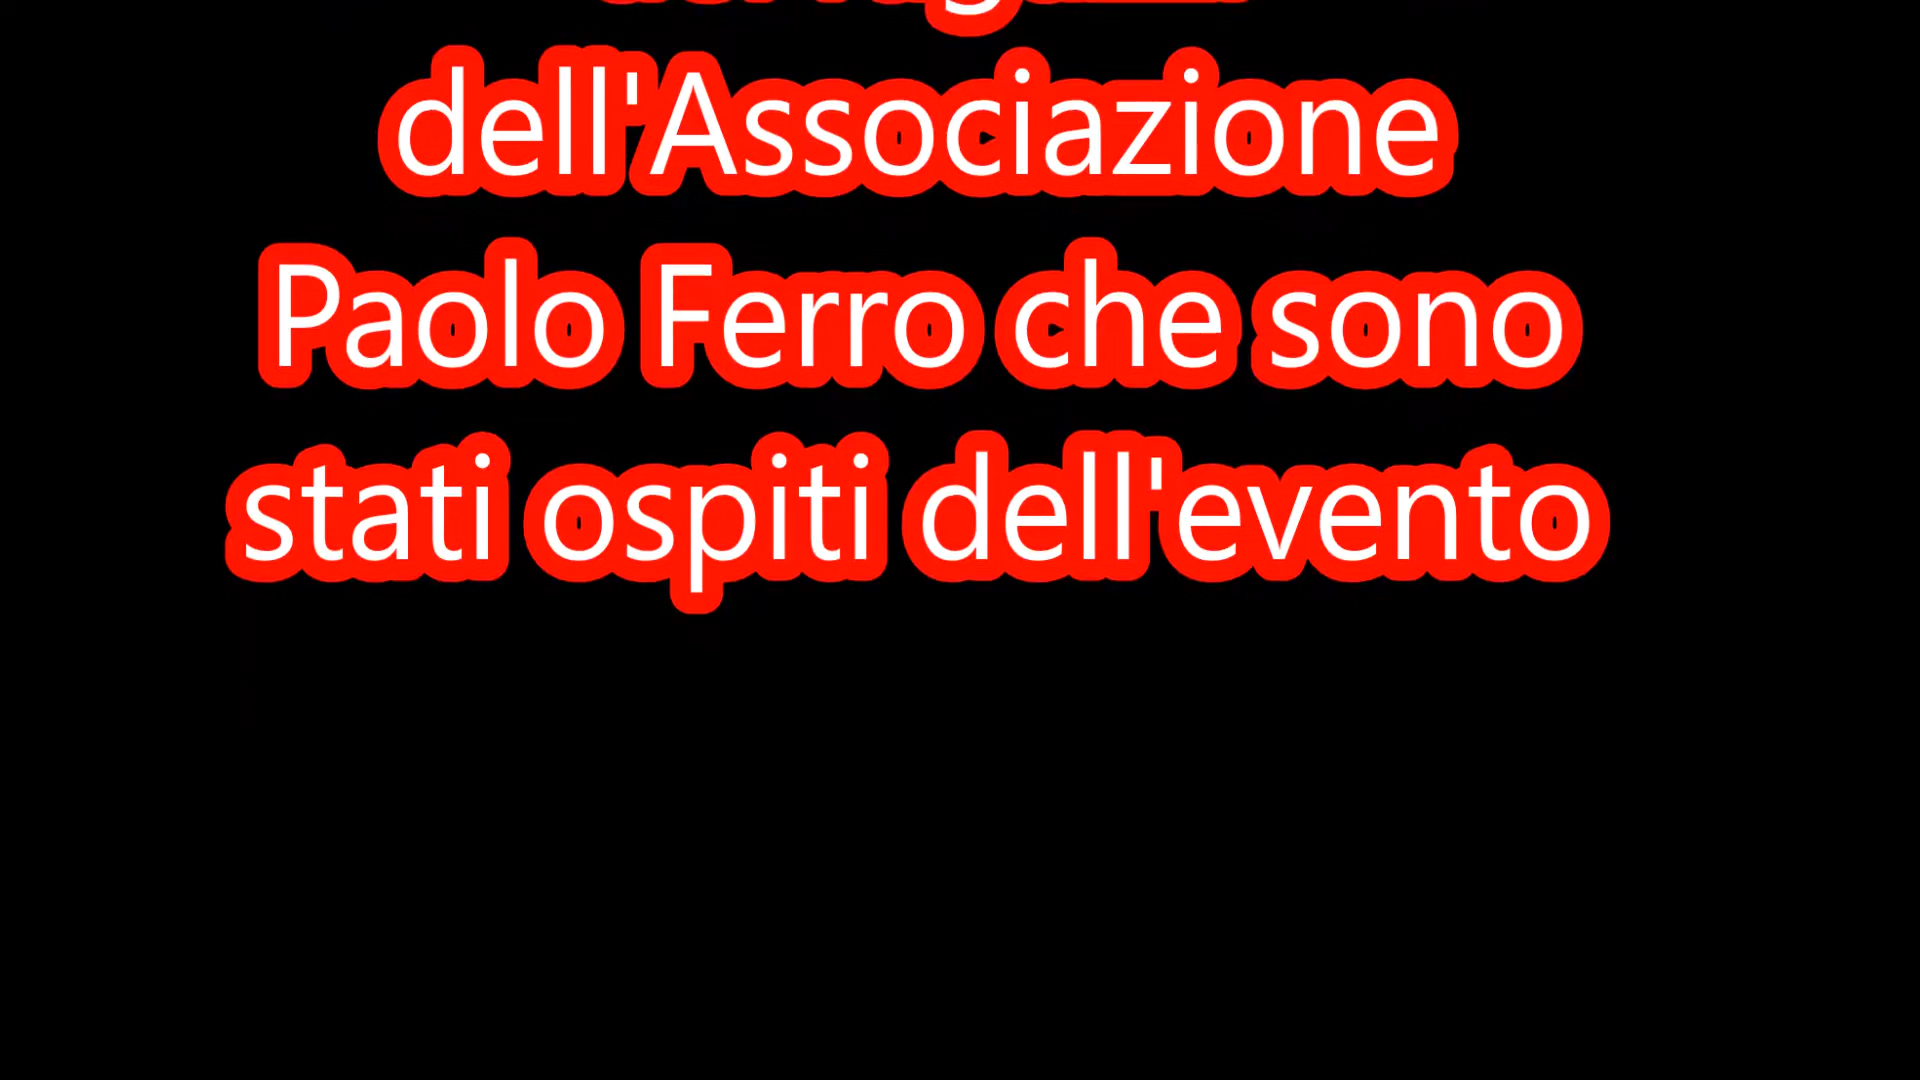 dell'Associazione
Paolo Ferro che sono
stati ospiti dell'evento